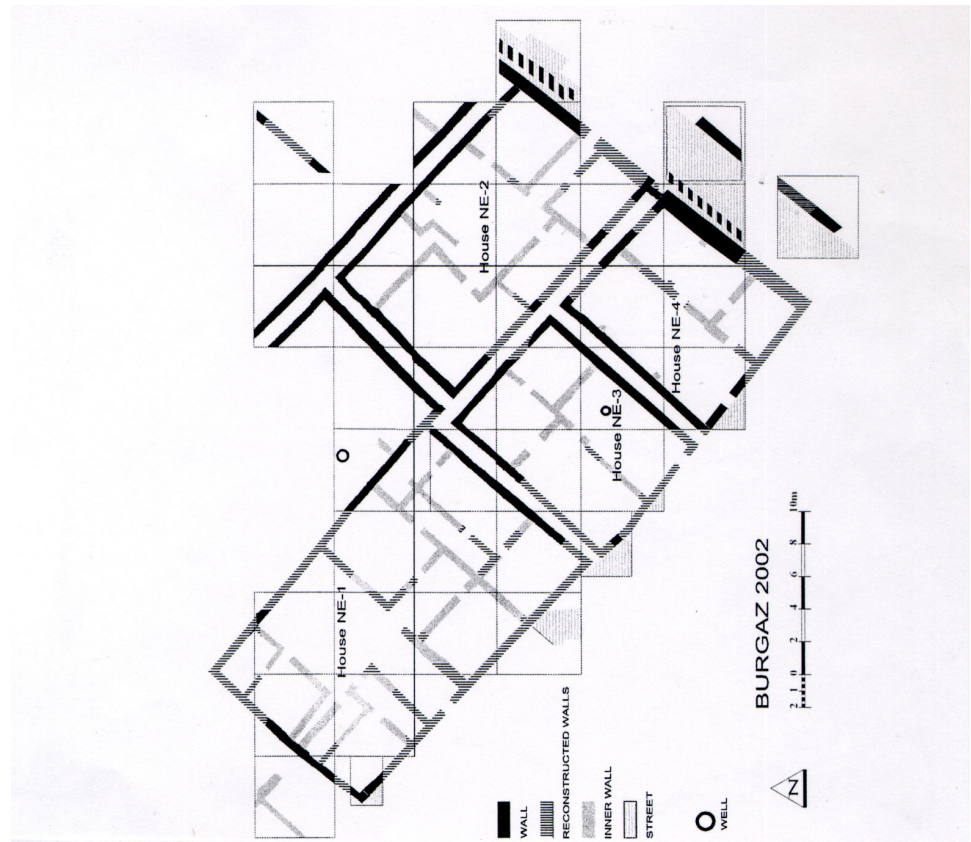 House NE-2
House NE-4
House NE-3
House NE-1
BURGAZ 2002
2 1 0 2 4 6 8 10m
WALL
RECONSTRUCTED WALLS
INNER WALL
STREET
WELL
N